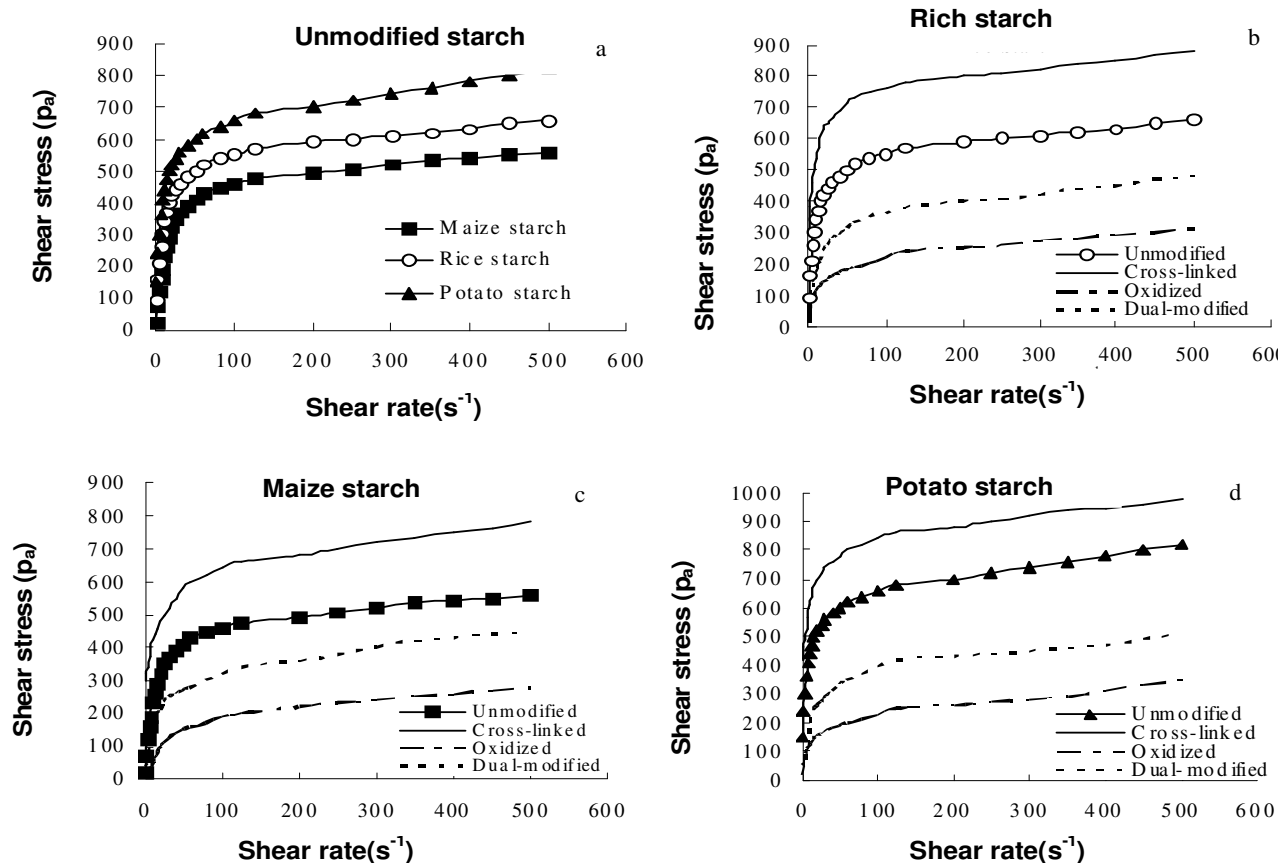 Unmodified starch
a
900
800
700
600
500
400
300
200
100
0
Shear stress (pa)
Maize starch
Rice starch
Potato starch
0 100 200 300 400 500 600
Shear rate(s-1)
Rich starch
b
900
800
700
600
500
400
300
200
100
0
Shear stress (pa)
Unmodified
Cross-linked
Oxidized
Dual-modified
0 100 200 300 400 500 600
Shear rate(s-1)
Maize starch
c
900
800
700
600
500
400
300
200
100
0
Shear stress (pa)
Unmodified
Cross-linked
Oxidized
Dual-modified
0 100 200 300 400 500 600
Shear rate(s-1)
Potato starch
d
1000
900
800
700
600
500
400
300
200
100
0
Shear stress (pa)
Unmodified
Cross-linked
Oxidized
Dual-modified
0 100 200 300 400 500 600
Shear rate(s-1)